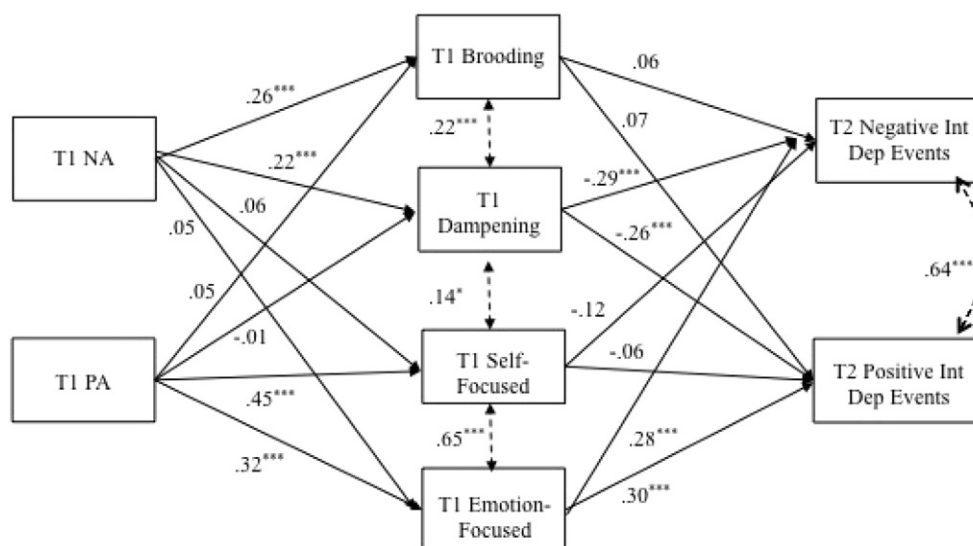 T1 Brooding
.06
.26***
.22***
.07
T2 Negative Int
Dep Events
T1 NA
.22***
T1
Dampening
-.29***
.06
.05
-.26***
.05
.14*
.64***
-.12
-.01
T1 PA
T1 Self-
Focused
-.06
T2 Positive Int
Dep Events
.45***
.65***
.28***
.32***
.30***
T1 Emotion-
Focused